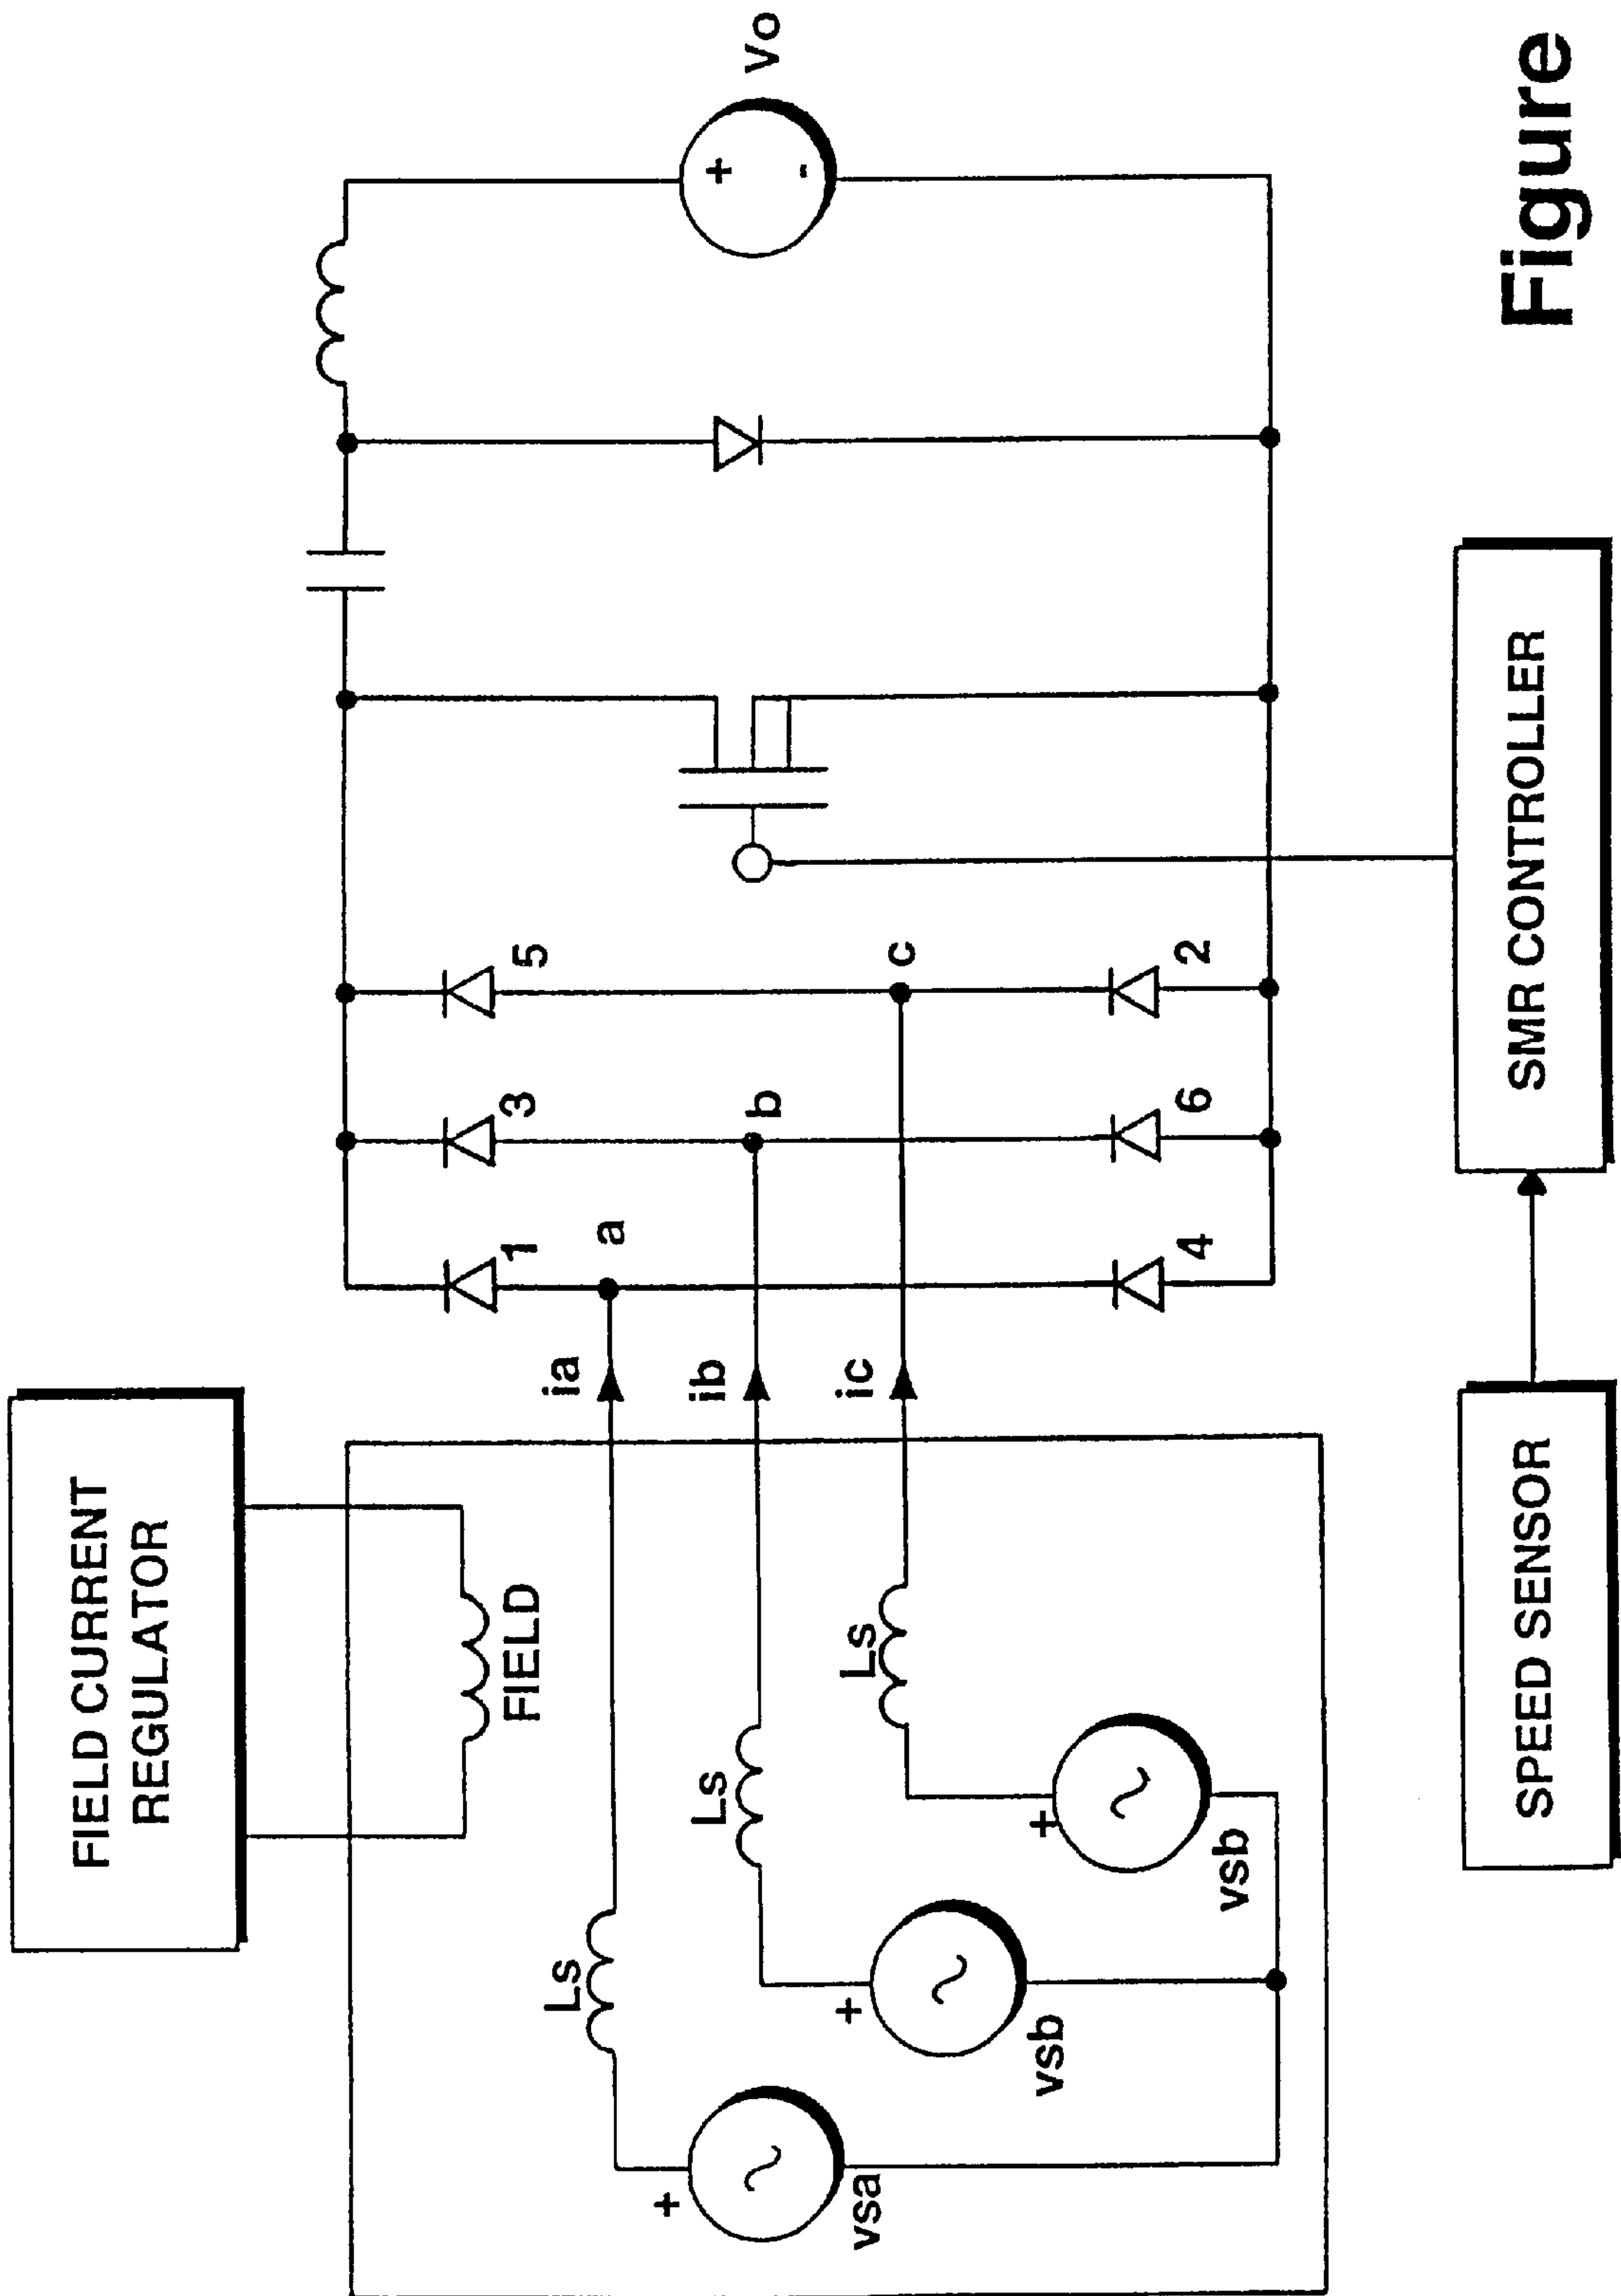 FIELD CURRENT
REGULATOR
FIELD
Ls
Ls
Ls
+
vsa
+
vsb
+
vsb
ia
ib
ic
1
3
5
a
b
c
4
6
2
+
-
Vo
SPEED SENSOR
SMR CONTROLLER
Figure